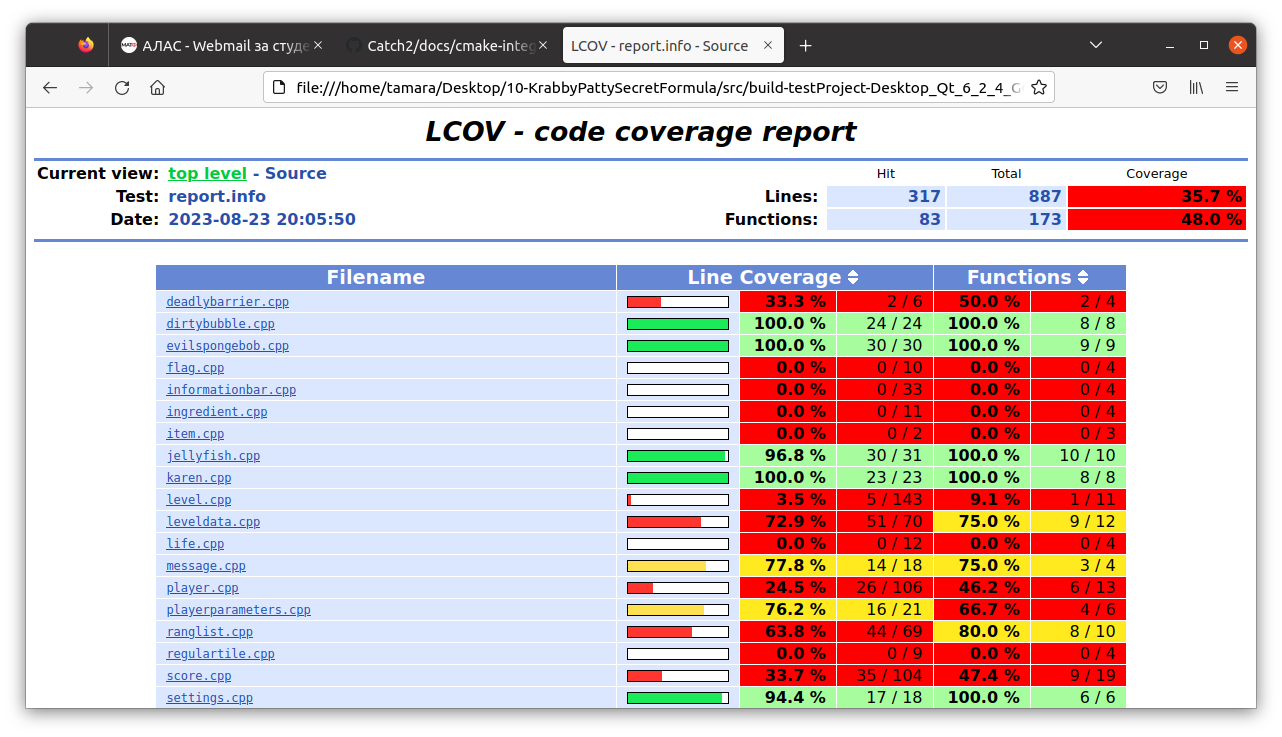 АЛАС - Webmail за студе
Catch2/docs/cmake-integ
LCOV - report.info - Source
file:///home/tamara/Desktop/10-KrabbyPattySecretFormula/src/build-testProject-Desktop_Qt_6_2_4_G
LCOV - code coverage report
Current view: top level - Source Hit Total Coverage
Test: report.info Lines: 317 887 35.7 %
Date: 2023-08-23 20:05:50 Functions: 83 173 48.0 %
Filename Line Coverage Functions
deadlybarrier.cpp 33.3 % 2 / 6 50.0 % 2 / 4
dirtybubble.cpp 100.0 % 24 / 24 100.0 % 8 / 8
evilspongebob.cpp 100.0 % 30 / 30 100.0 % 9 / 9
flag.cpp 0.0 % 0 / 10 0.0 % 0 / 4
informationbar.cpp 0.0 % 0 / 33 0.0 % 0 / 4
ingredient.cpp 0.0 % 0 / 11 0.0 % 0 / 4
item.cpp 0.0 % 0 / 2 0.0 % 0 / 3
jellyfish.cpp 96.8 % 30 / 31 100.0 % 10 / 10
karen.cpp 100.0 % 23 / 23 100.0 % 8 / 8
level.cpp 3.5 % 5 / 143 9.1 % 1 / 11
leveldata.cpp 72.9 % 51 / 70 75.0 % 9 / 12
life.cpp 0.0 % 0 / 12 0.0 % 0 / 4
message.cpp 77.8 % 14 / 18 75.0 % 3 / 4
player.cpp 24.5 % 26 / 106 46.2 % 6 / 13
playerparameters.cpp 76.2 % 16 / 21 66.7 % 4 / 6
ranglist.cpp 63.8 % 44 / 69 80.0 % 8 / 10
regulartile.cpp 0.0 % 0 / 9 0.0 % 0 / 4
score.cpp 33.7 % 35 / 104 47.4 % 9 / 19
settings.cpp 94.4 % 17 / 18 100.0 % 6 / 6